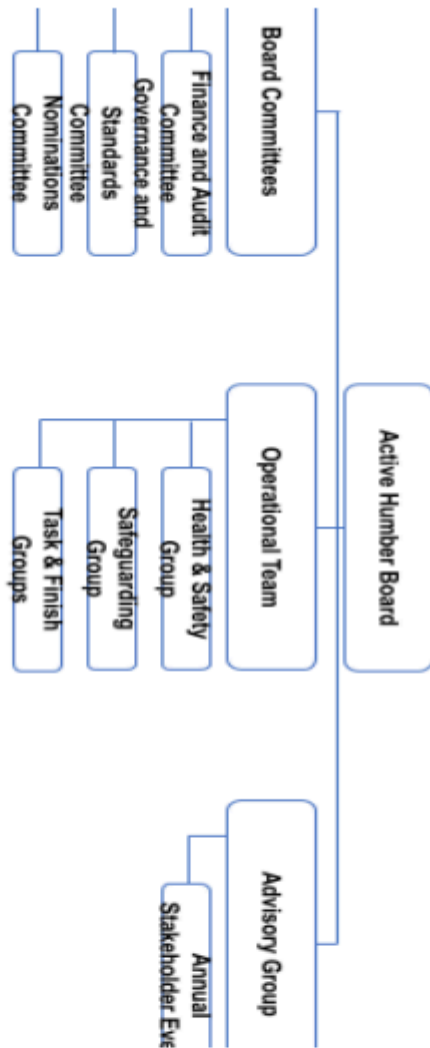 Active Humber Board
Board Committees
Operational Team
Advisory Group
Finance and Audit
Committee
Governance and
Standards
Committee
Nominations
Committee
Health & Safety
Group
Safeguarding
Group
Task & Finish
Groups
Annual
Stakeholder Eve